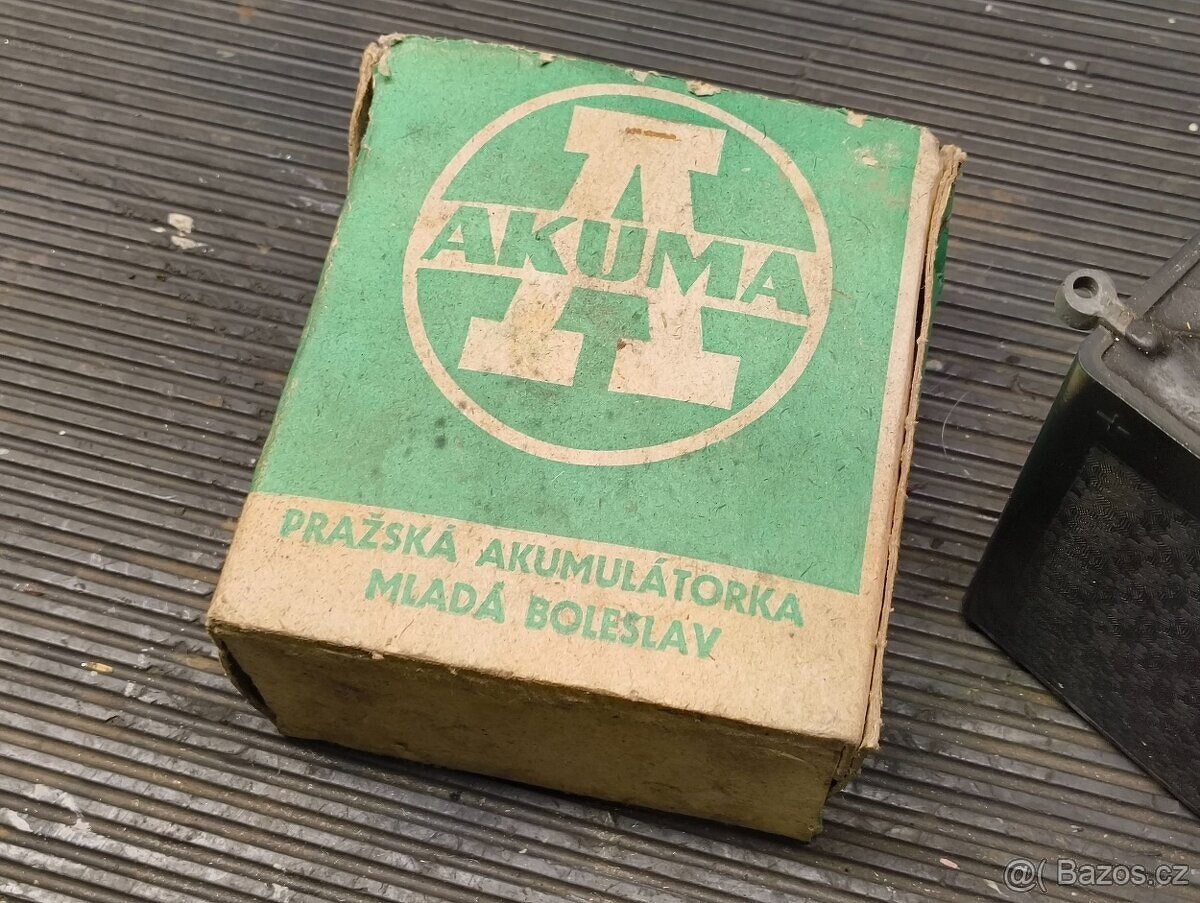 AKUMA
PRAŽSKÁ AKUMULÁTORKA
MLADÁ BOLESLAV
+
@( Bazos.cz